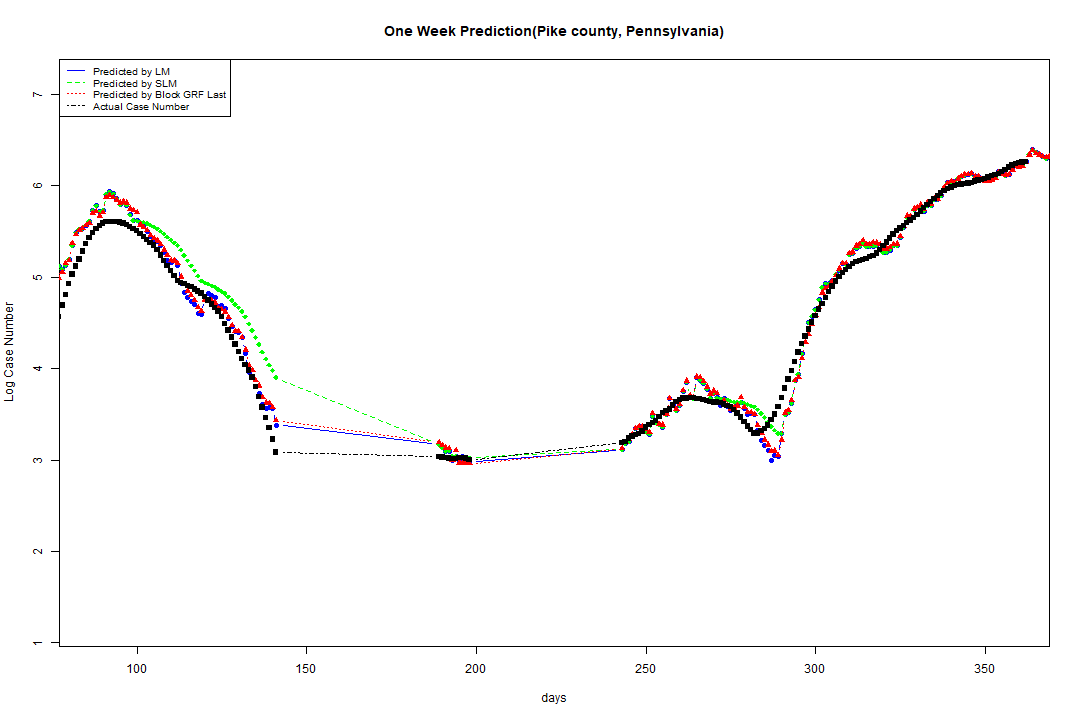 One Week Prediction(Pike county, Pennsylvania)
Predicted by LM
Predicted by SLM
Predicted by Block GRF Last
Actual Case Number
7
6
5
4
3
2
1
Log Case Number
100 150 200 250 300 350
days